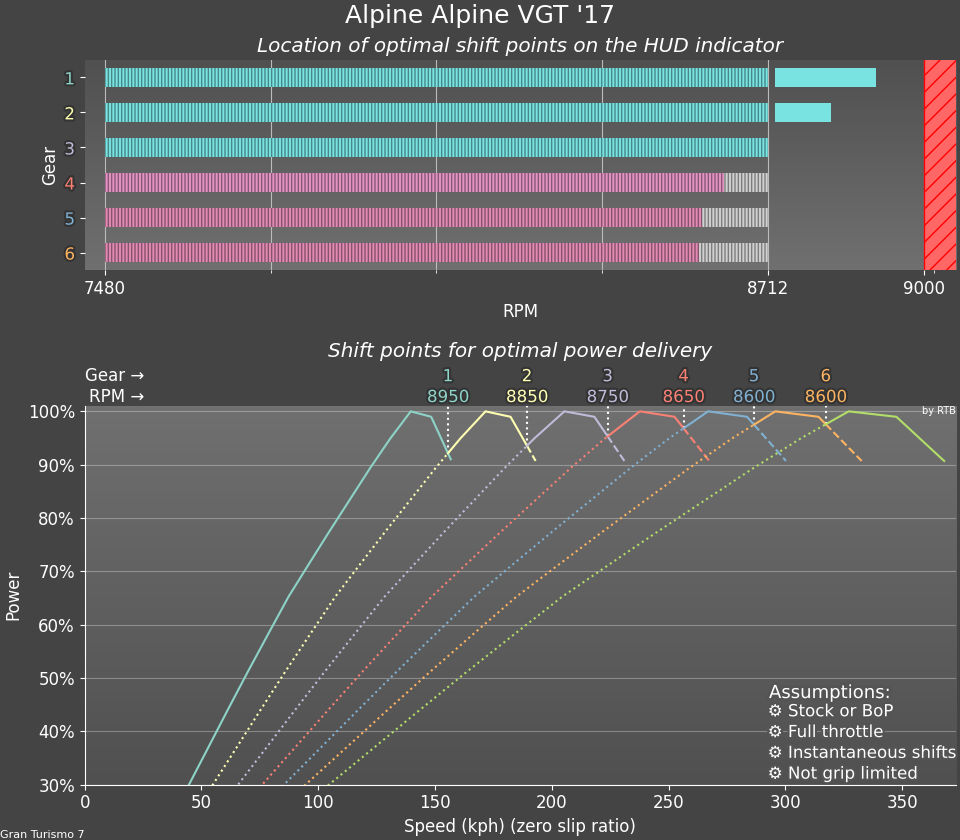 Alpine Alpine VGT '17
Location of optimal shift points on the HUD indicator
Gear
1
2
3
4
5
6
7480 8712 9000
RPM
Shift points for optimal power delivery
Gear → 1 2 3 4 5 6
RPM → 8950 8850 8750 8650 8600 8600
by RTB
Power
100%
90%
80%
70%
60%
50%
40%
30%
Assumptions:
⚙ Stock or BoP
⚙ Full throttle
⚙ Instantaneous shifts
⚙ Not grip limited
0 50 100 150 200 250 300 350
Speed (kph) (zero slip ratio)
Gran Turismo 7